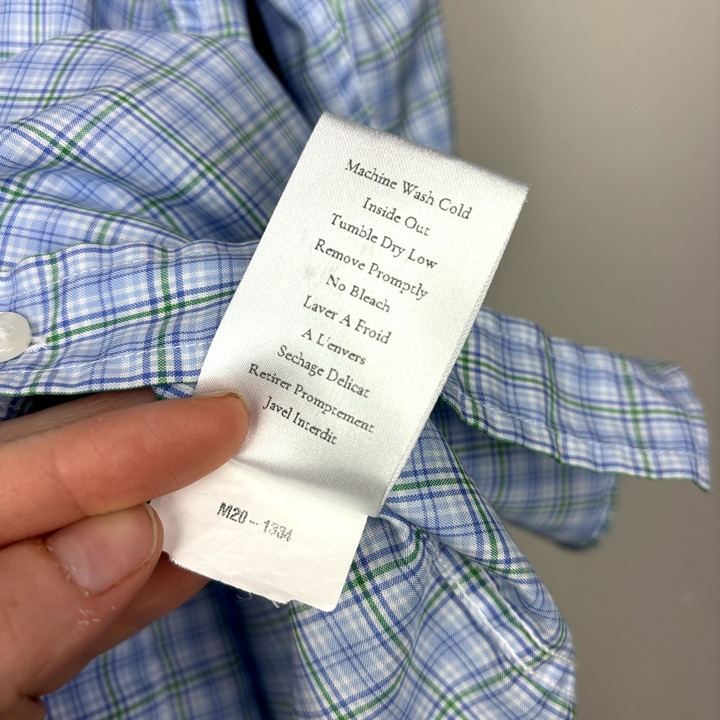 Machine Wash Cold
Inside Out
Tumble Dry Low
Remove Promptly
No Bleach
Laver A Froid
A L'envers
Sechage Delicat
Retirer Promptement
Javel Interdit
M20 - 1334